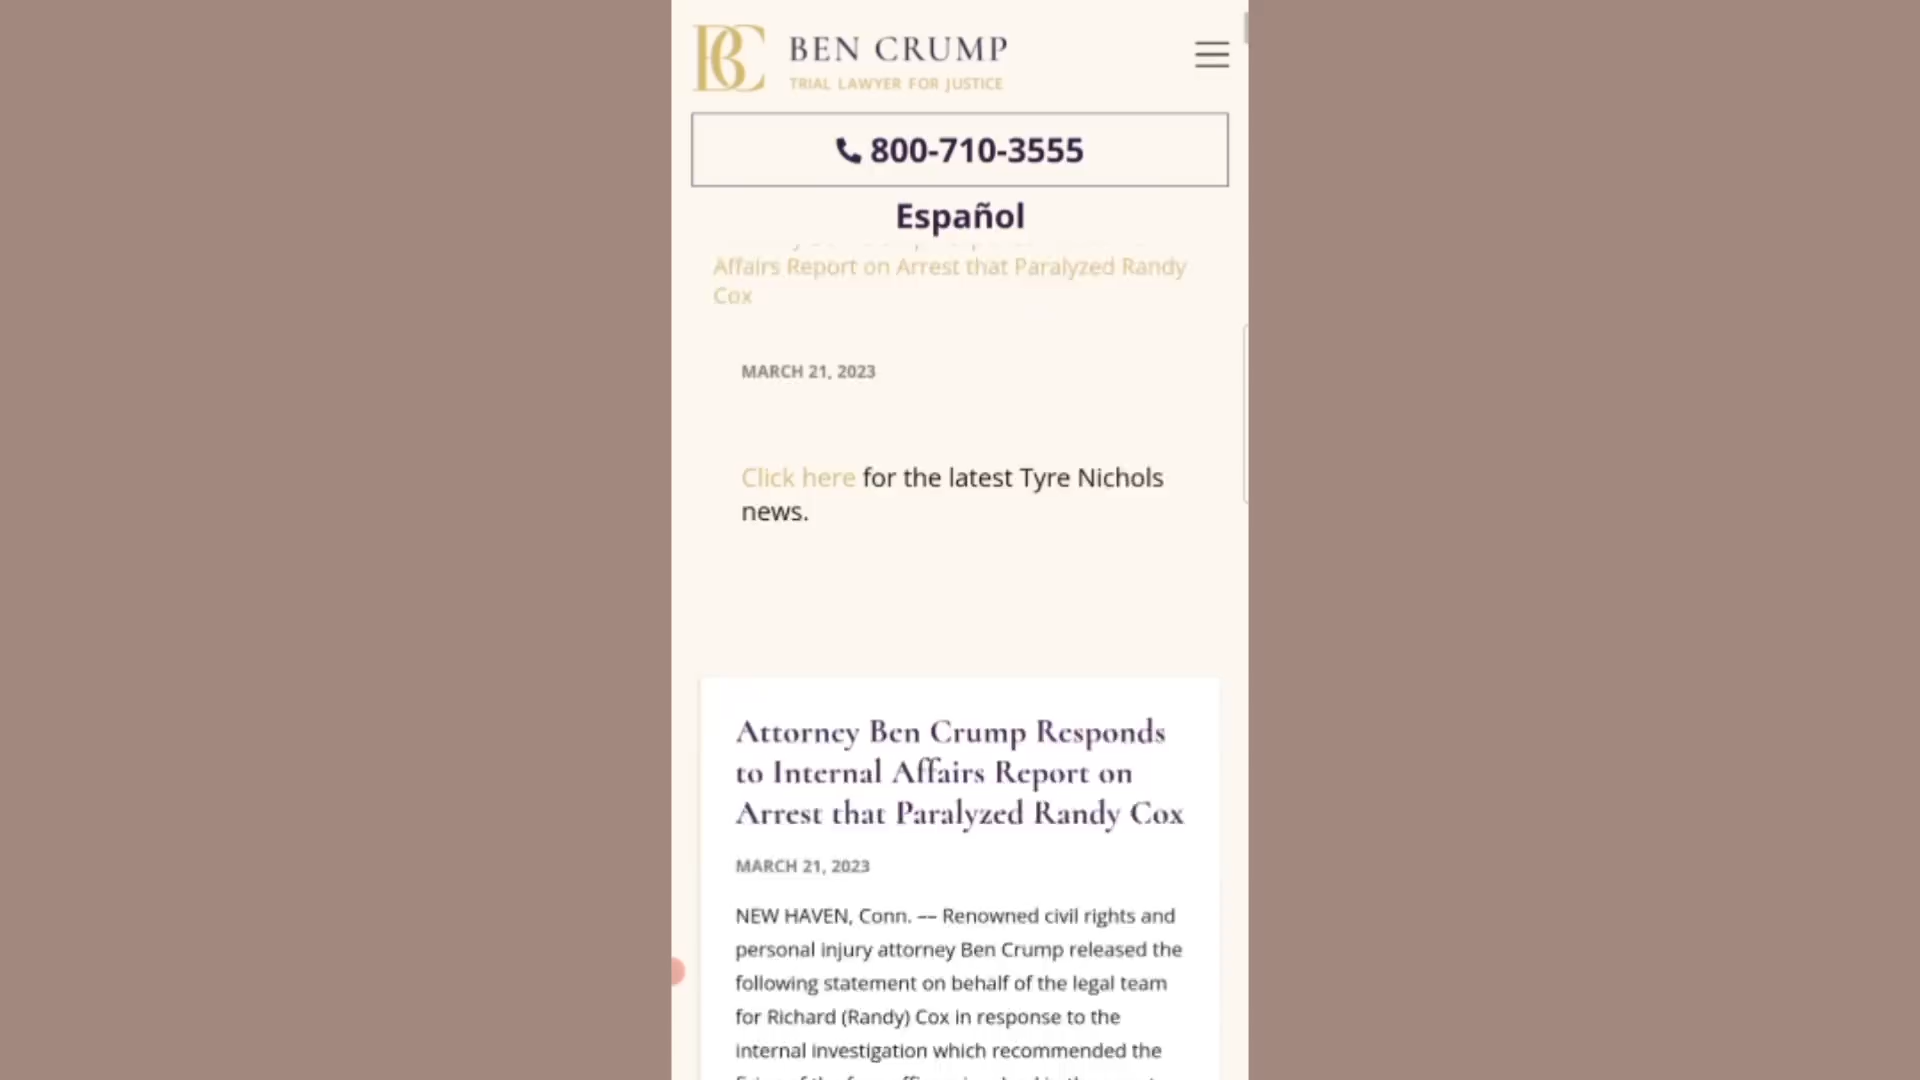 BC BEN CRUMP
TRIAL LAWYER FOR JUSTICE
800-710-3555
Español
Affairs Report on Arrest that Paralyzed Randy
Cox
MARCH 21, 2023
Click here for the latest Tyre Nichols
news.
Attorney Ben Crump Responds
to Internal Affairs Report on
Arrest that Paralyzed Randy Cox
MARCH 21, 2023
NEW HAVEN, Conn. –– Renowned civil rights and
personal injury attorney Ben Crump released the
following statement on behalf of the legal team
for Richard (Randy) Cox in response to the
internal investigation which recommended the